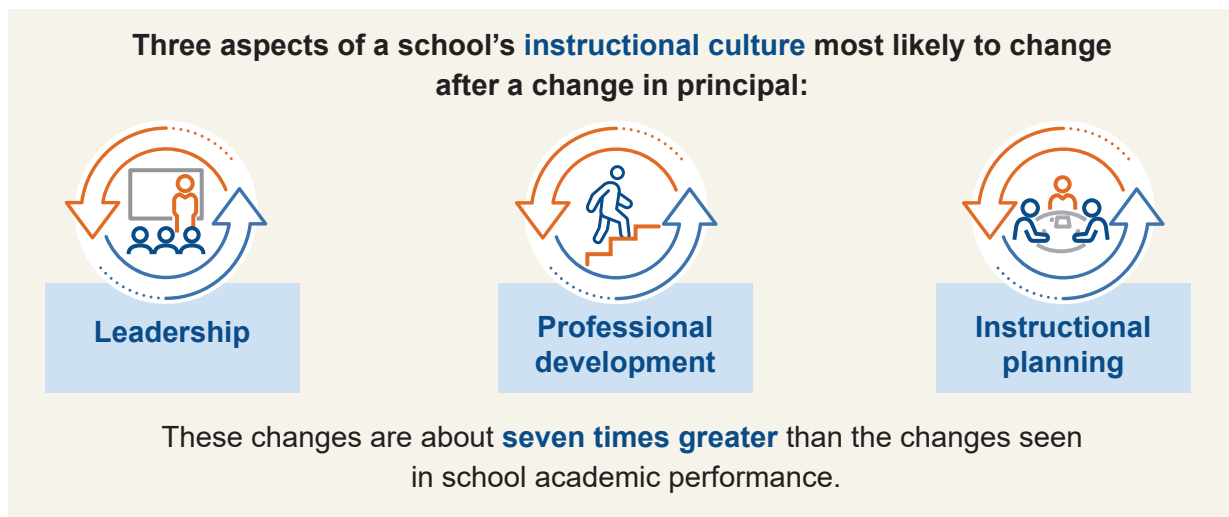 Three aspects of a school’s instructional culture most likely to change
after a change in principal:
Leadership
Professional
development
Instructional
planning
These changes are about seven times greater than the changes seen
in school academic performance.